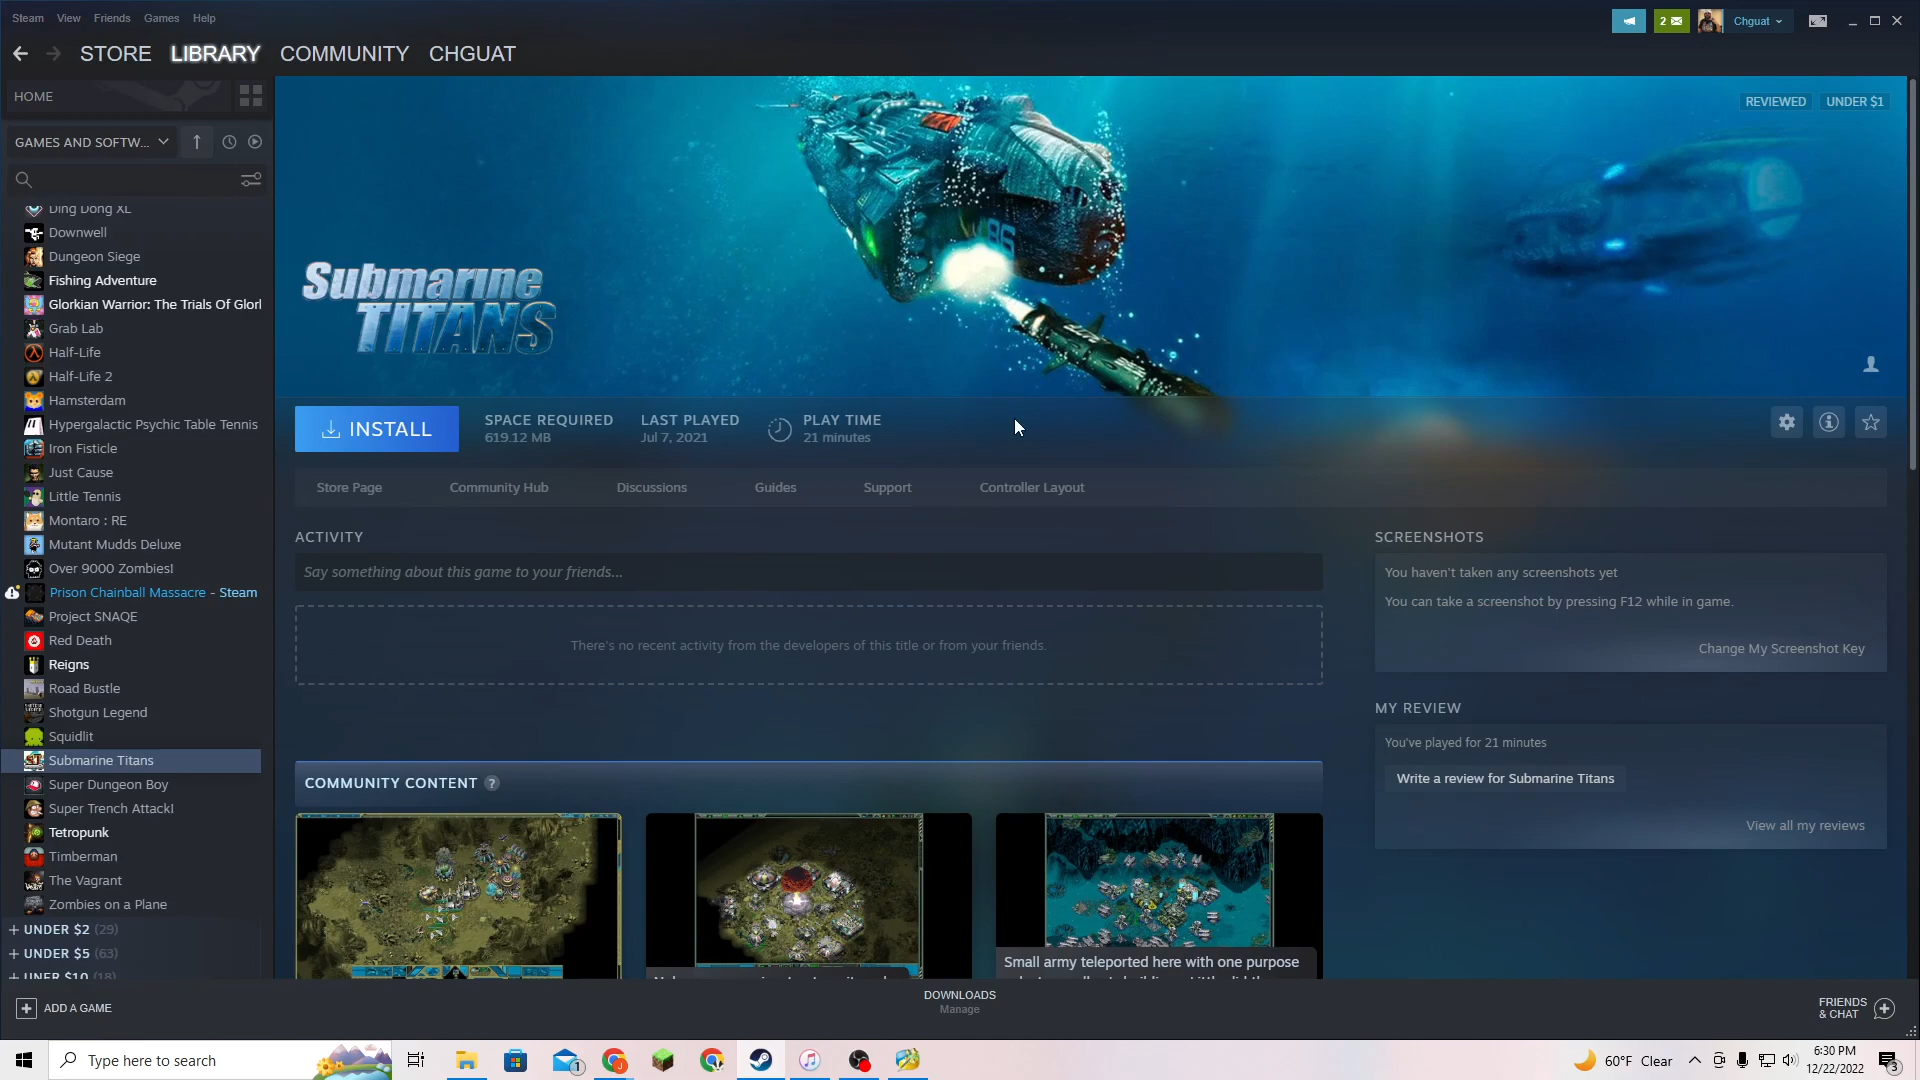 Steam View Friends Games Help
2
Chguat
STORE LIBRARY COMMUNITY CHGUAT
HOME
GAMES AND SOFTW...
Ding Dong XL
Downwell
Dungeon Siege
Fishing Adventure
Glorkian Warrior: The Trials Of Glorl
Grab Lab
Half-Life
Half-Life 2
Hamsterdam
Hypergalactic Psychic Table Tennis
Iron Fisticle
Just Cause
Little Tennis
Montaro : RE
Mutant Mudds Deluxe
Over 9000 Zombies!
Prison Chainball Massacre - Steam
Project SNAQE
Red Death
Reigns
Road Bustle
Shotgun Legend
Squidlit
Submarine Titans
Super Dungeon Boy
Super Trench Attack!
Tetropunk
Timberman
The Vagrant
Zombies on a Plane
+ UNDER $2 (29)
+ UNDER $5 (63)
+ UNER $10 (18)
REVIEWED UNDER $1
86
Submarine
TITANS
INSTALL
SPACE REQUIRED
619.12 MB
LAST PLAYED
Jul 7, 2021
PLAY TIME
21 minutes
Store Page Community Hub Discussions Guides Support Controller Layout
ACTIVITY
Say something about this game to your friends...
There's no recent activity from the developers of this title or from your friends.
COMMUNITY CONTENT ?
Small army teleported here with one purpose
SCREENSHOTS
You haven't taken any screenshots yet
You can take a screenshot by pressing F12 while in game.
Change My Screenshot Key
MY REVIEW
You've played for 21 minutes
Write a review for Submarine Titans
View all my reviews
ADD A GAME
DOWNLOADS
Manage
FRIENDS
& CHAT
Type here to search
1
60°F Clear
6:30 PM
12/22/2022
3